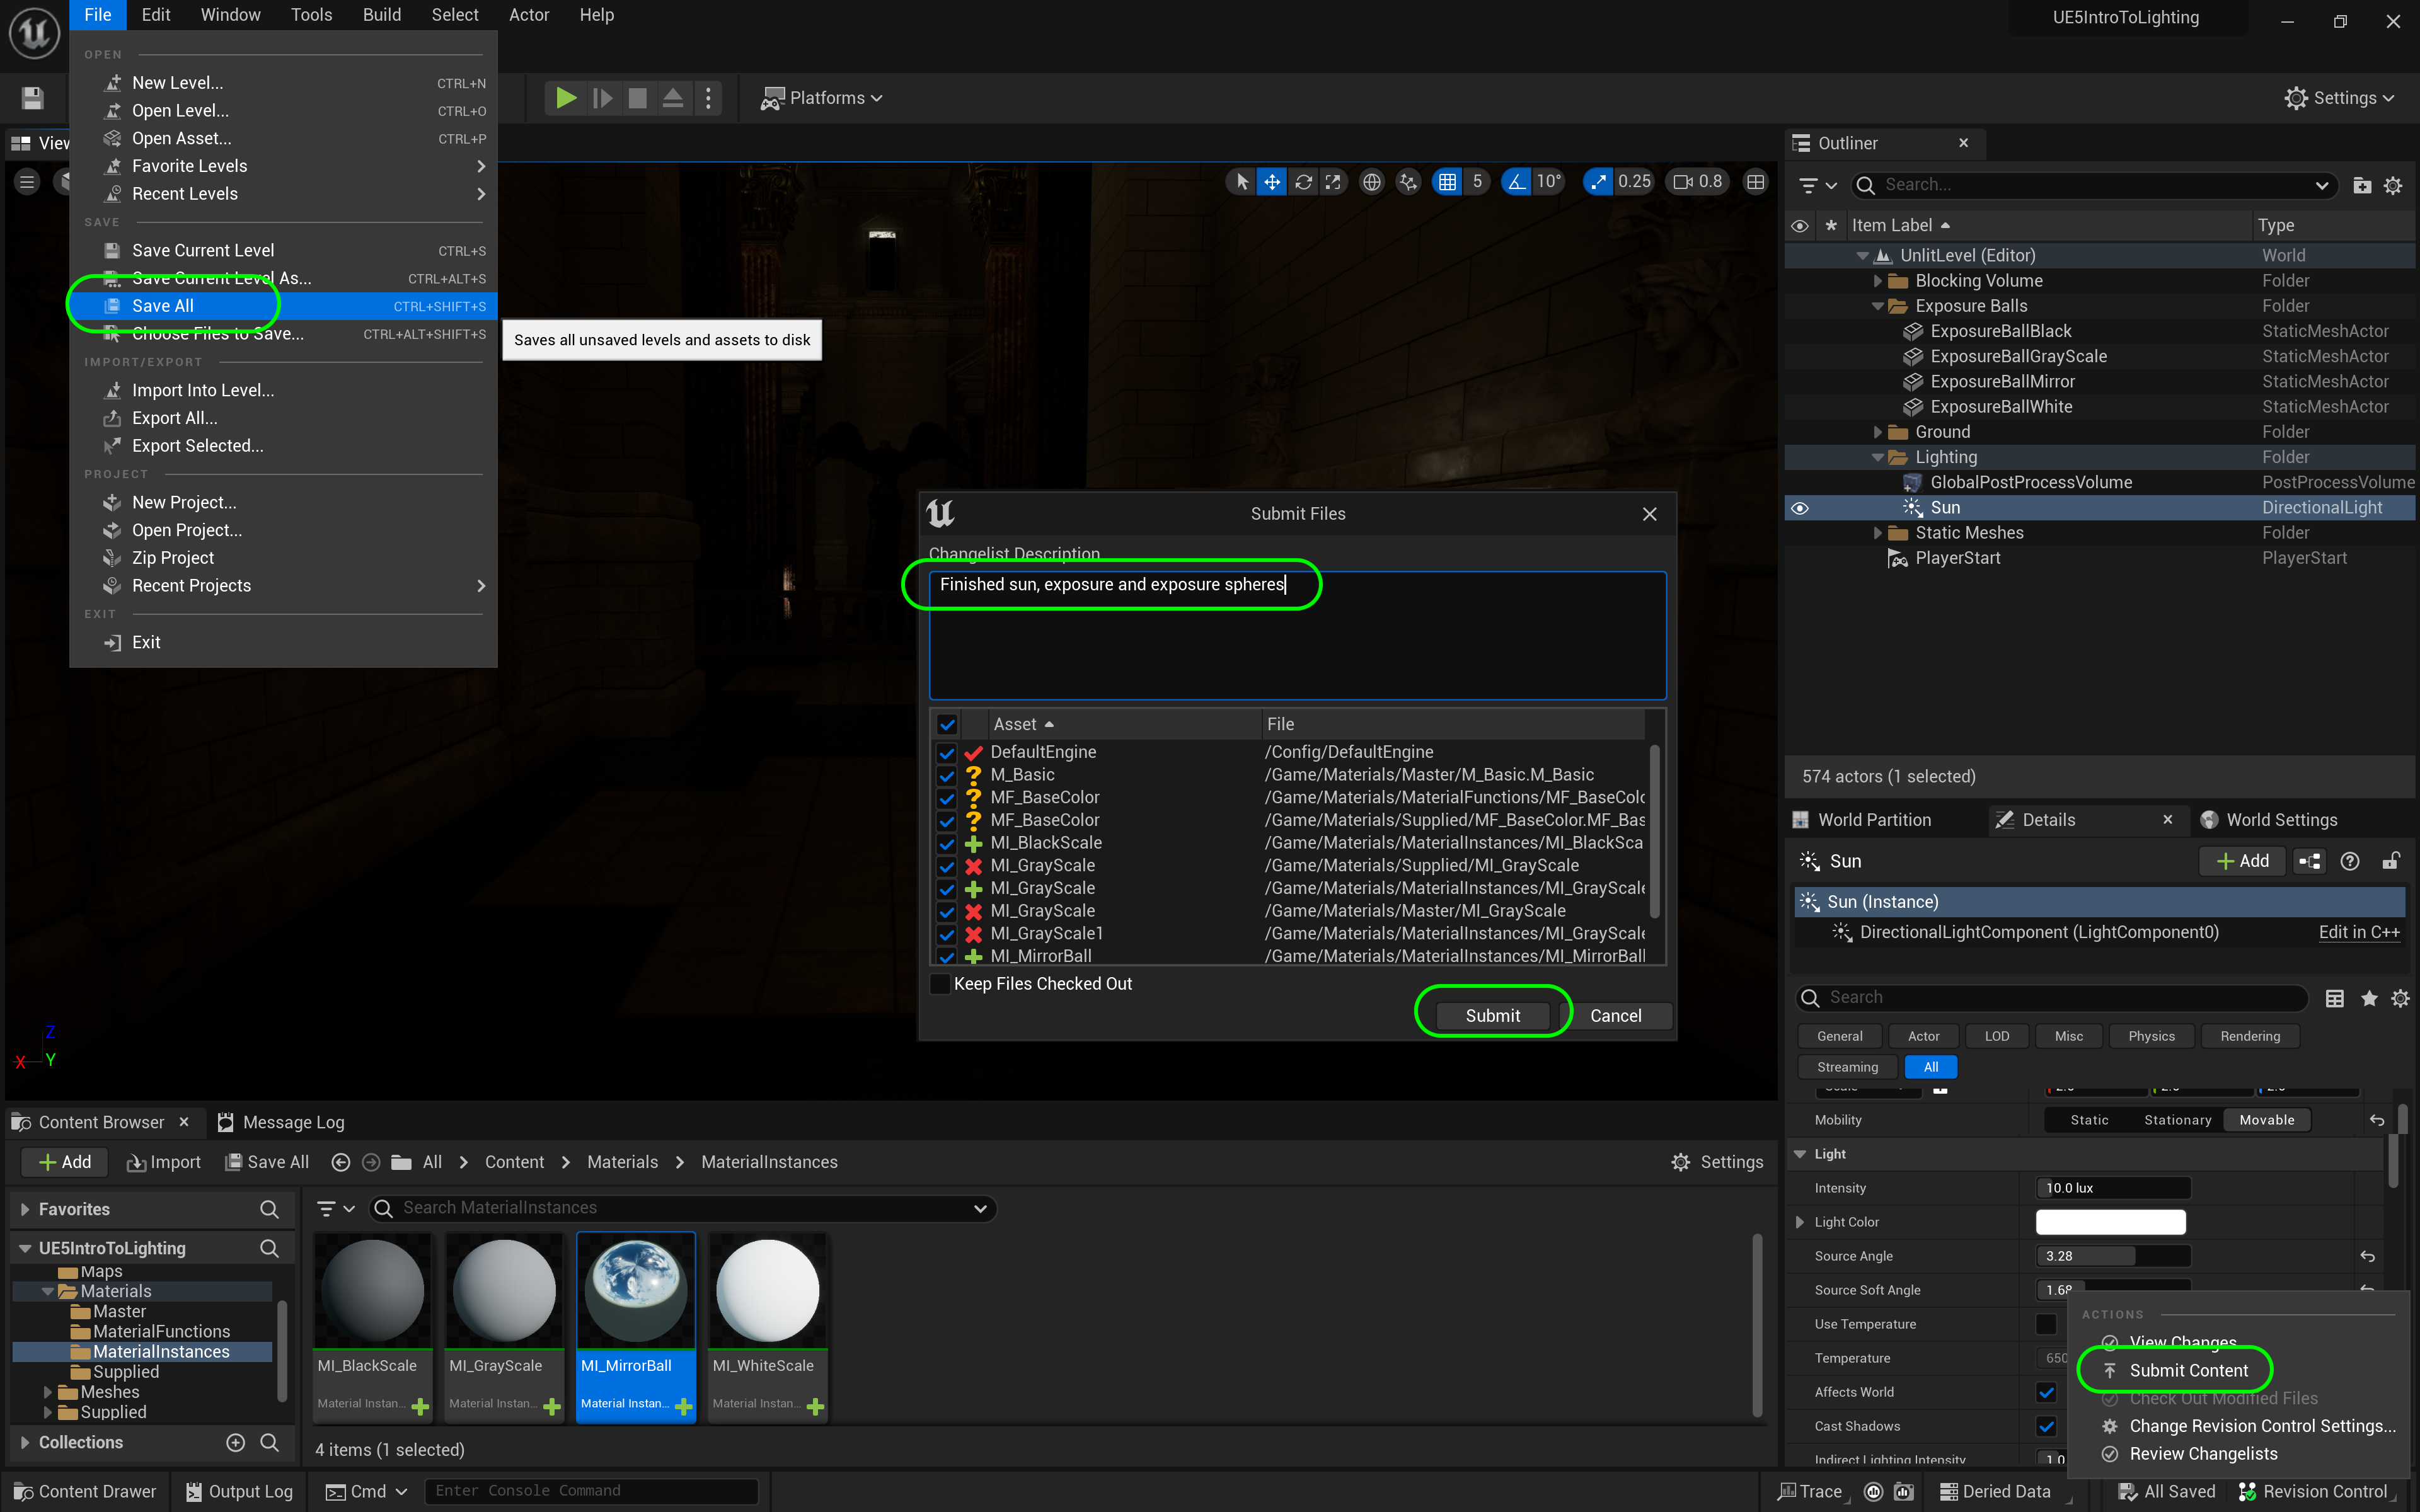 File Edit Window Tools Build Select Actor Help
UE5IntroToLighting
OPEN
New Level... CTRL+N
Open Level... CTRL+O
Open Asset... CTRL+P
Favorite Levels
Recent Levels
SAVE
Save Current Level CTRL+S
Save Current Level As... CTRL+ALT+S
Save All CTRL+SHIFT+S
Choose Files to Save... CTRL+ALT+SHIFT+S
Saves all unsaved levels and assets to disk
IMPORT/EXPORT
Import Into Level...
Export All...
Export Selected...
PROJECT
New Project...
Open Project...
Zip Project
Recent Projects
EXIT
Exit
Platforms
Settings
5 10° 0.25 0.8
Submit Files
Changelist Description
Finished sun, exposure and exposure spheres
Asset File
DefaultEngine /Config/DefaultEngine
M_Basic /Game/Materials/Master/M_Basic.M_Basic
MF_BaseColor /Game/Materials/MaterialFunctions/MF_BaseColo
MF_BaseColor /Game/Materials/Supplied/MF_BaseColor.MF_Bas
MI_BlackScale /Game/Materials/MaterialInstances/MI_BlackSca
MI_GrayScale /Game/Materials/Supplied/MI_GrayScale
MI_GrayScale /Game/Materials/MaterialInstances/MI_GrayScale
MI_GrayScale /Game/Materials/Master/MI_GrayScale
MI_GrayScale1 /Game/Materials/MaterialInstances/MI_GrayScale
MI_MirrorBall /Game/Materials/MaterialInstances/MI_MirrorBall
Keep Files Checked Out
Submit Cancel
Z
X Y
Outliner
Search...
Item Label Type
UnlitLevel (Editor) World
Blocking Volume Folder
Exposure Balls Folder
ExposureBallBlack StaticMeshActor
ExposureBallGrayScale StaticMeshActor
ExposureBallMirror StaticMeshActor
ExposureBallWhite StaticMeshActor
Ground Folder
Lighting Folder
GlobalPostProcessVolume PostProcessVolume
Sun DirectionalLight
Static Meshes Folder
PlayerStart PlayerStart
574 actors (1 selected)
World Partition Details World Settings
Sun Add
Sun (Instance)
DirectionalLightComponent (LightComponent0) Edit in C++
Search
General Actor LOD Misc Physics Rendering
Streaming All
Mobility Static Stationary Movable
Light
Intensity 10.0 lux
Light Color
Source Angle 3.28
Source Soft Angle 1.68
Use Temperature
Temperature 650
Affects World
Cast Shadows
Indirect Lighting Intensity 1.0
ACTIONS
View Changes
Submit Content
Check Out Modified Files
Change Revision Control Settings...
Review Changelists
Content Browser Message Log
Add Import Save All All Content Materials MaterialInstances Settings
Favorites
Search MaterialInstances
UE5IntroToLighting
Maps
Materials
Master
MaterialFunctions
MaterialInstances
Supplied
Meshes
Supplied
Collections
MI_BlackScale MI_GrayScale MI_MirrorBall MI_WhiteScale
Material Instan... Material Instan... Material Instan... Material Instan...
4 items (1 selected)
Content Drawer Output Log Cmd Enter Console Command
Trace Deried Data All Saved Revision Control